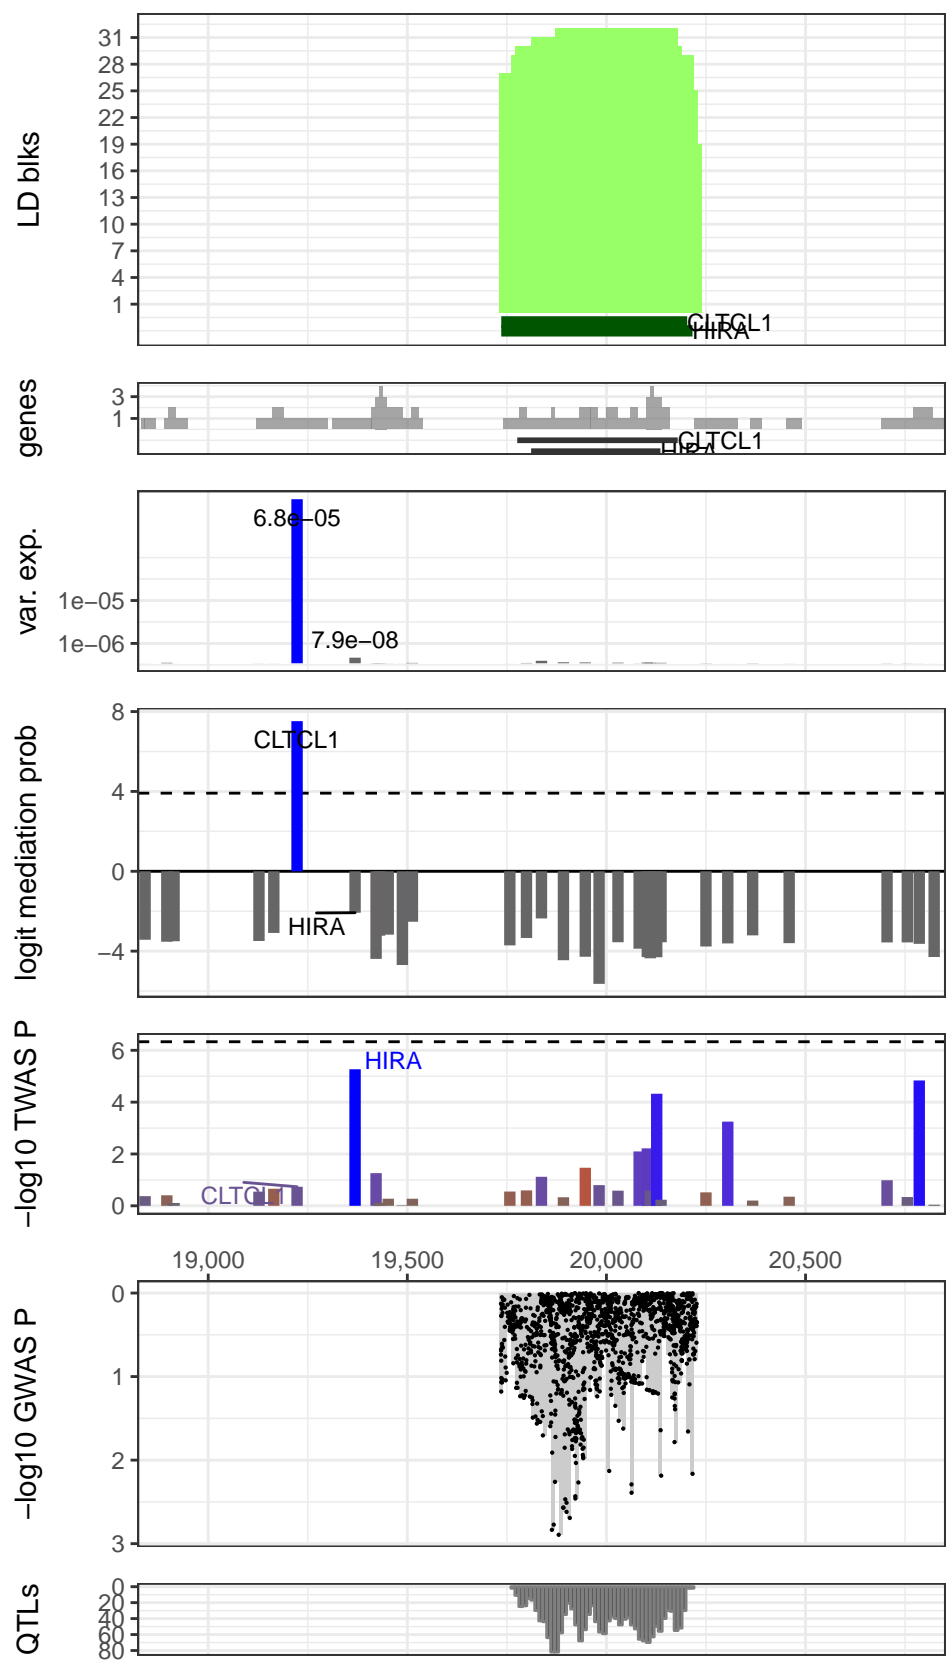 LD blks
31
28
25
22
19
16
13
10
7
4
1
CLTCL1
HIRA
genes
3
1
CLTCL1
HIRA
var. exp.
6.8e−05
1e−05
7.9e−08
1e−06
logit mediation prob
8
CLTCL1
4
0
HIRA
−4
−log10 TWAS P
6
HIRA
4
2
CLTCL1
0
19,000 19,500 20,000 20,500
−log10 GWAS P
0
1
2
3
QTLs
0
20
40
60
80